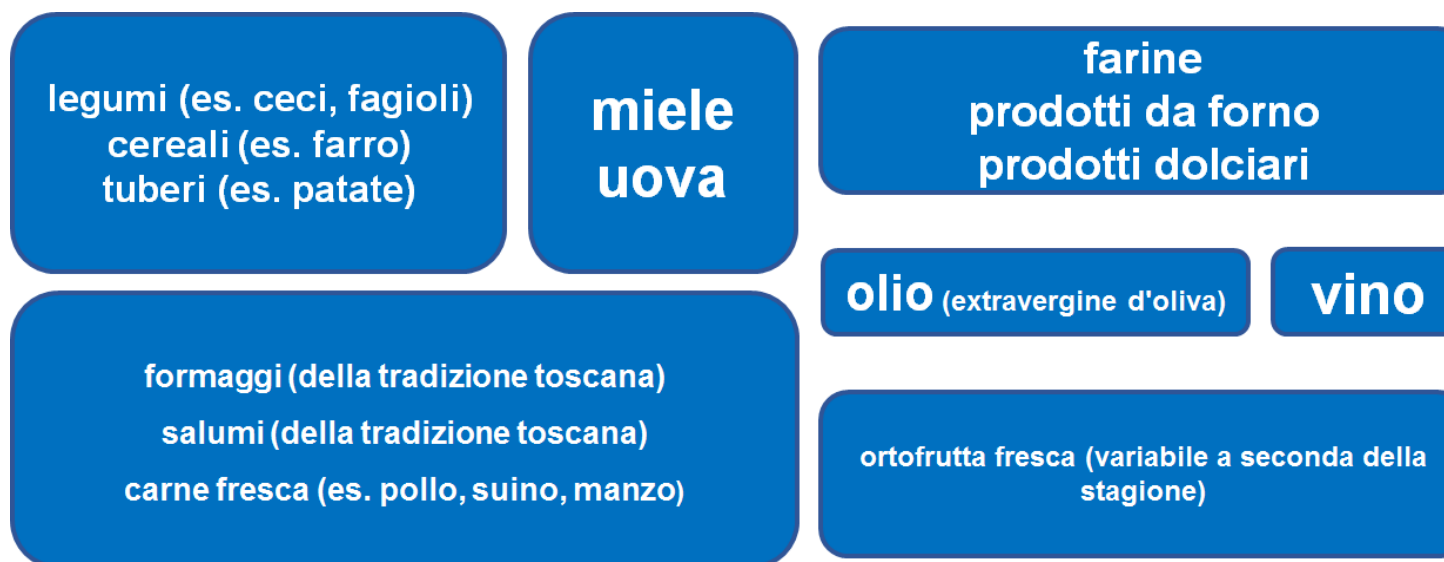 legumi (es. ceci, fagioli)
cereali (es. farro)
tuberi (es. patate)
miele
uova
farine
prodotti da forno
prodotti dolciari
olio (extravergine d'oliva)
vino
formaggi (della tradizione toscana)
salumi (della tradizione toscana)
carne fresca (es. pollo, suino, manzo)
ortofrutta fresca (variabile a seconda della
stagione)